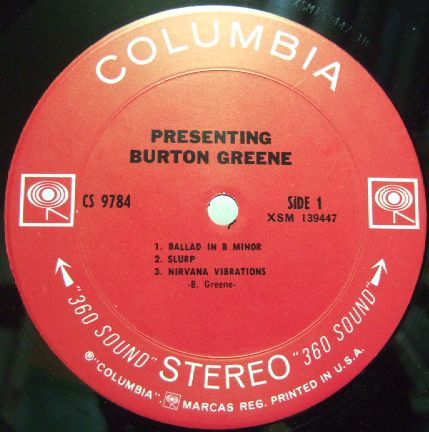 COLUMBIA
PRESENTING
BURTON GREENE
CS 9784
SiDE 1
XSM 139447
1. BALLAD IN B MINOR
2. SLURP
3. NIRVANA VIBRATIONS
-B. Greene-
"360 SOUND" STEREO "360 SOUND"
® "COLUMBIA", MARCAS REG. PRINTED IN U.S.A.